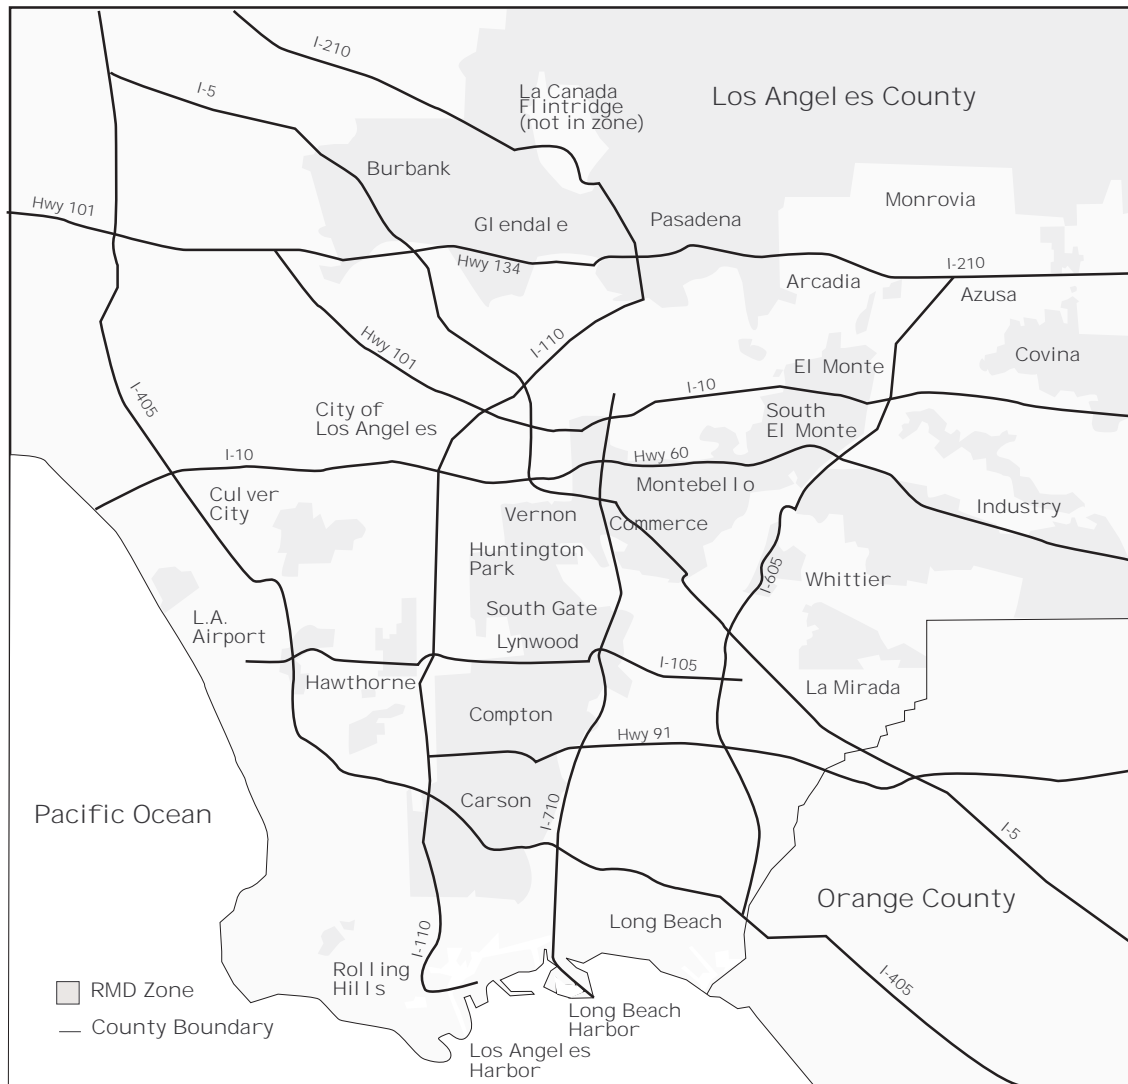 I-210
I-5
La Canada
Flintridge
(not in zone)
Los Angeles County
Burbank
Monrovia
Hwy 101
Glendale
Pasadena
Hwy 134
I-210
Arcadia
Azusa
Hwy 101
I-110
Covina
El Monte
I-405
I-10
City of
Los Angeles
South
El Monte
I-10
Hwy 60
Culver
City
Montebello
Industry
Vernon
Commerce
Huntington
Park
I-605
Whittier
South Gate
L.A.
Airport
Lynwood
I-105
Hawthorne
La Mirada
Compton
Hwy 91
Pacific Ocean
Carson
I-710
I-5
Orange County
Long Beach
I-110
Rolling
Hills
I-405
RMD Zone
County Boundary
Long Beach
Harbor
Los Angeles
Harbor